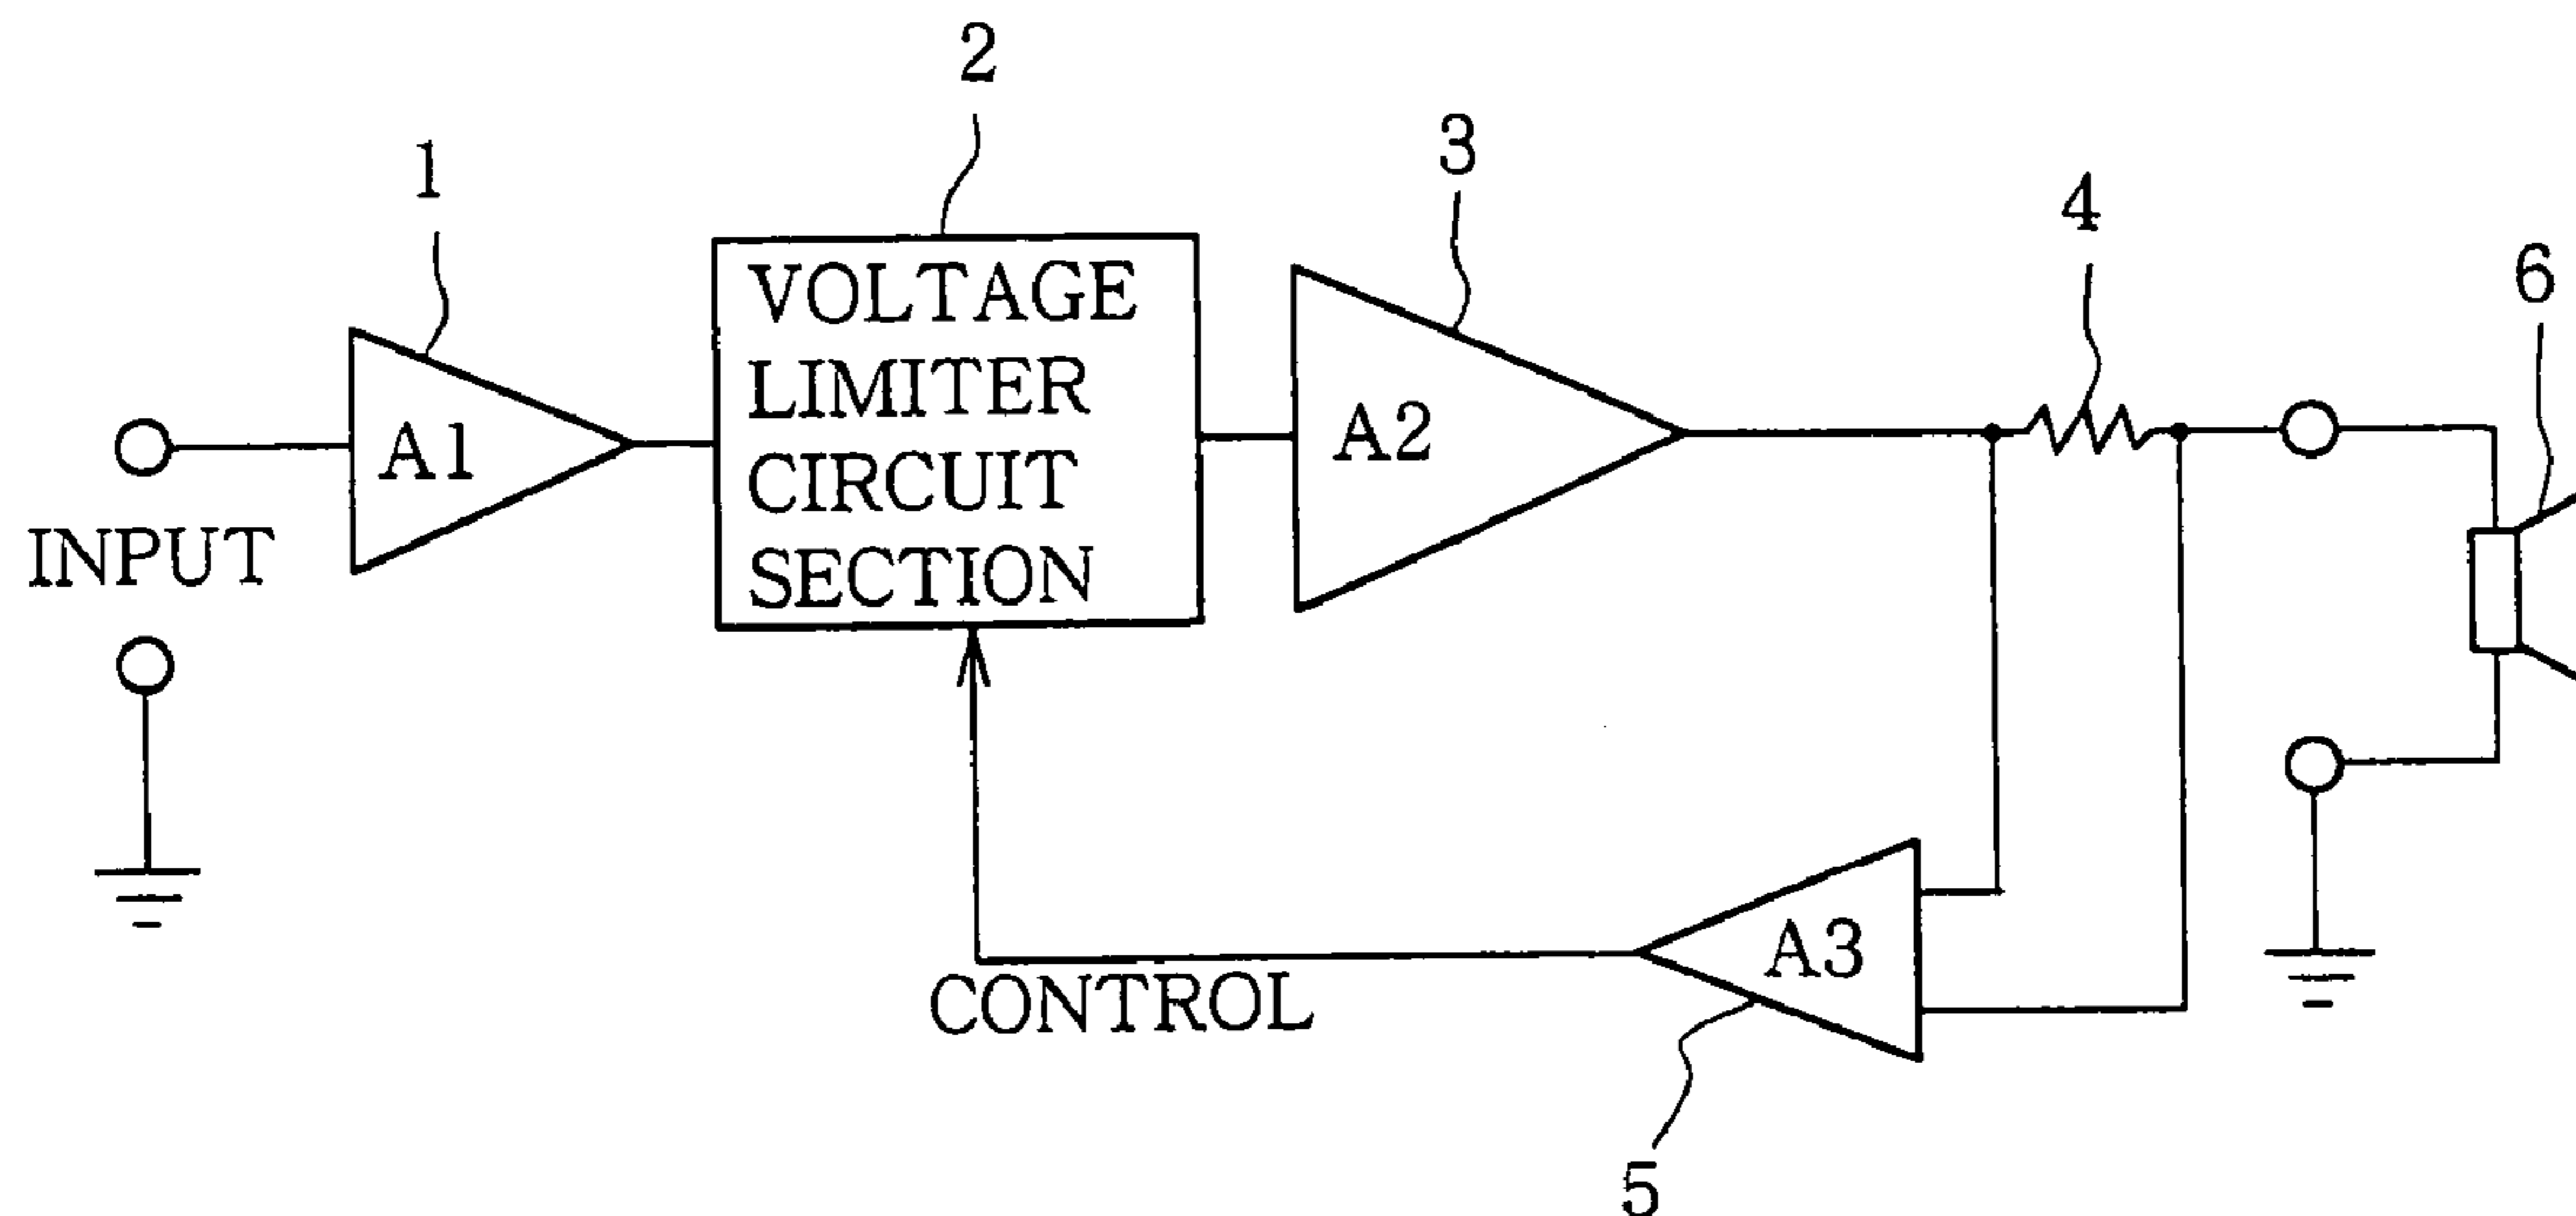 2
3
1
4
6
VOLTAGE
LIMITER
CIRCUIT
SECTION
A1
A2
INPUT
A3
CONTROL
5